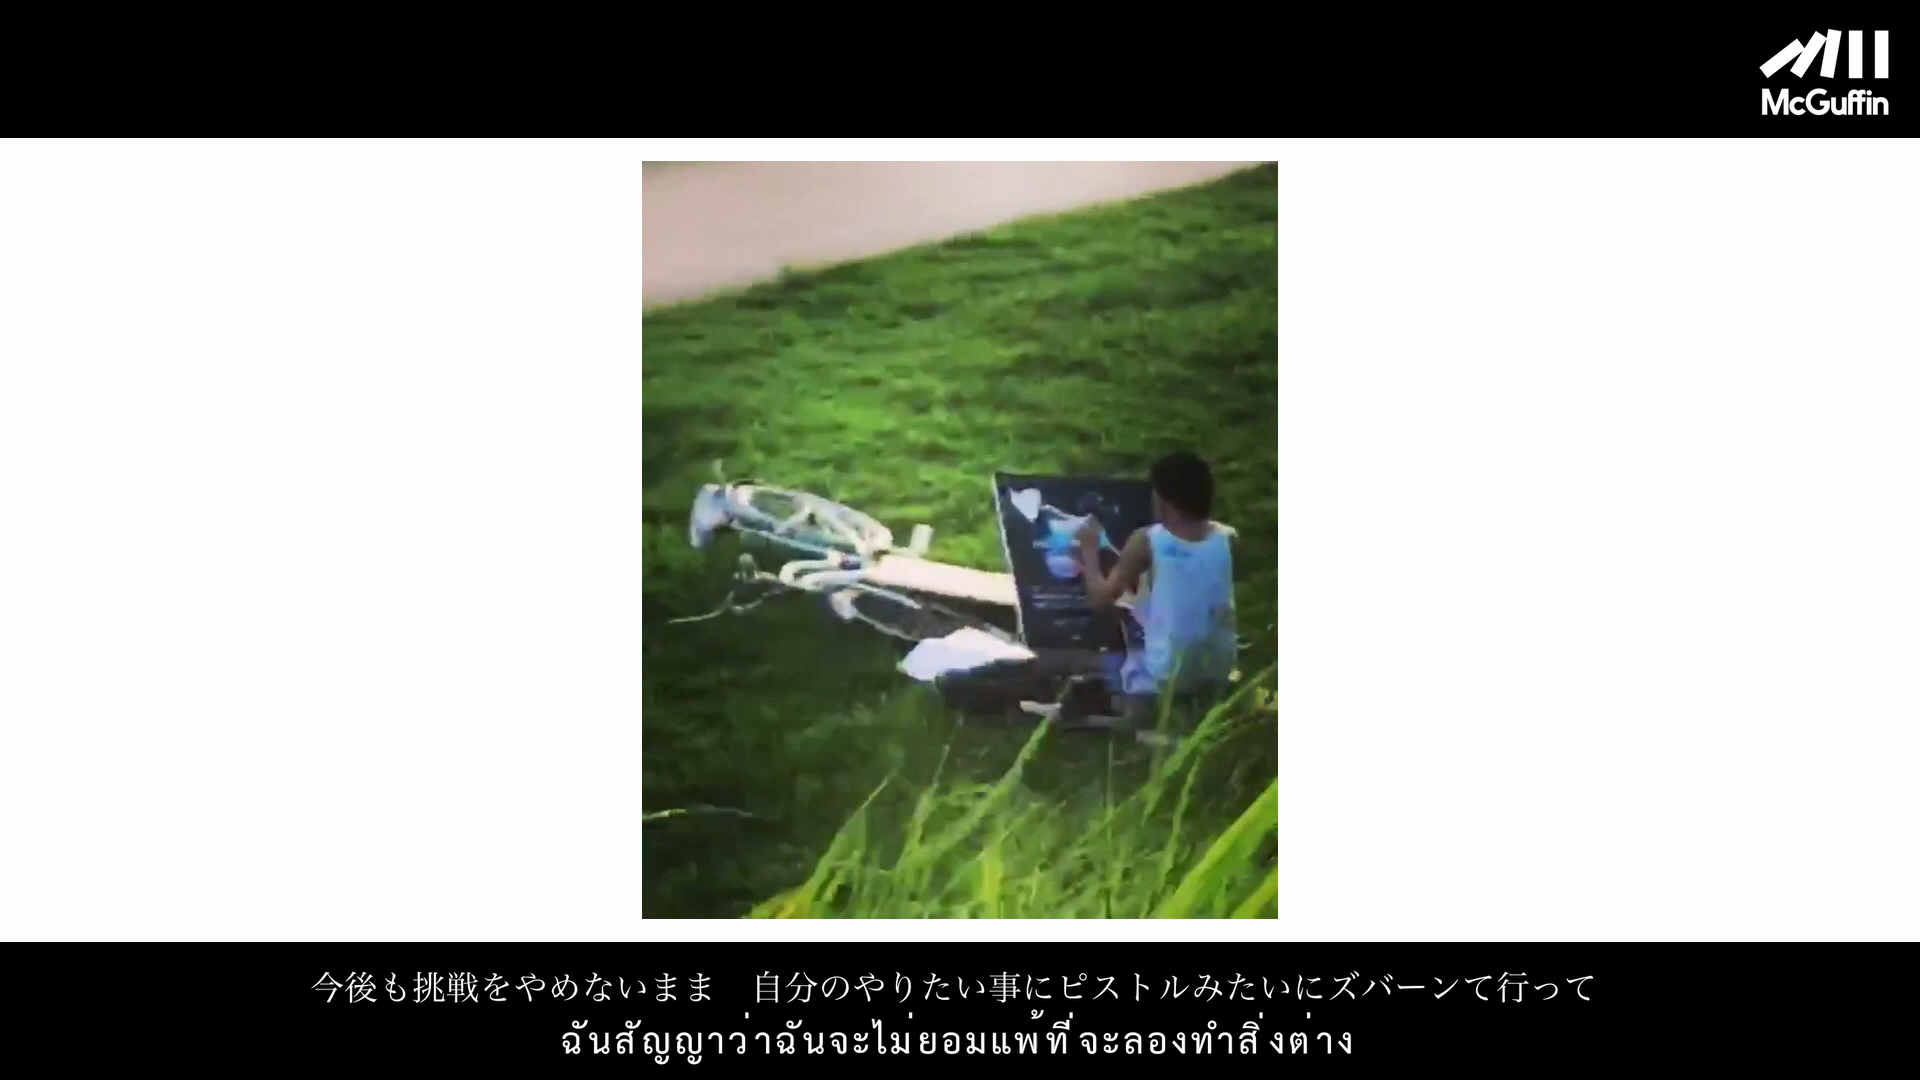 McGuffin
今後も挑戦をやめないまま　自分のやりたい事にピストルみたいにズバーンて行って
ฉันสัญญาว่าฉันจะไม่ยอมแพ้ที่จะลองทำสิ่งต่าง